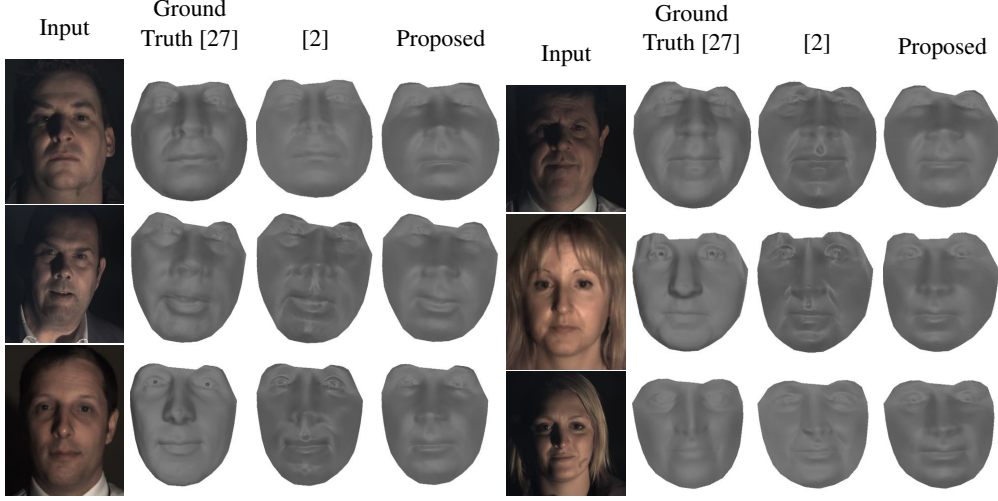 Input
Ground
Truth [27]
[2]
Proposed
Input
Ground
Truth [27]
[2]
Proposed